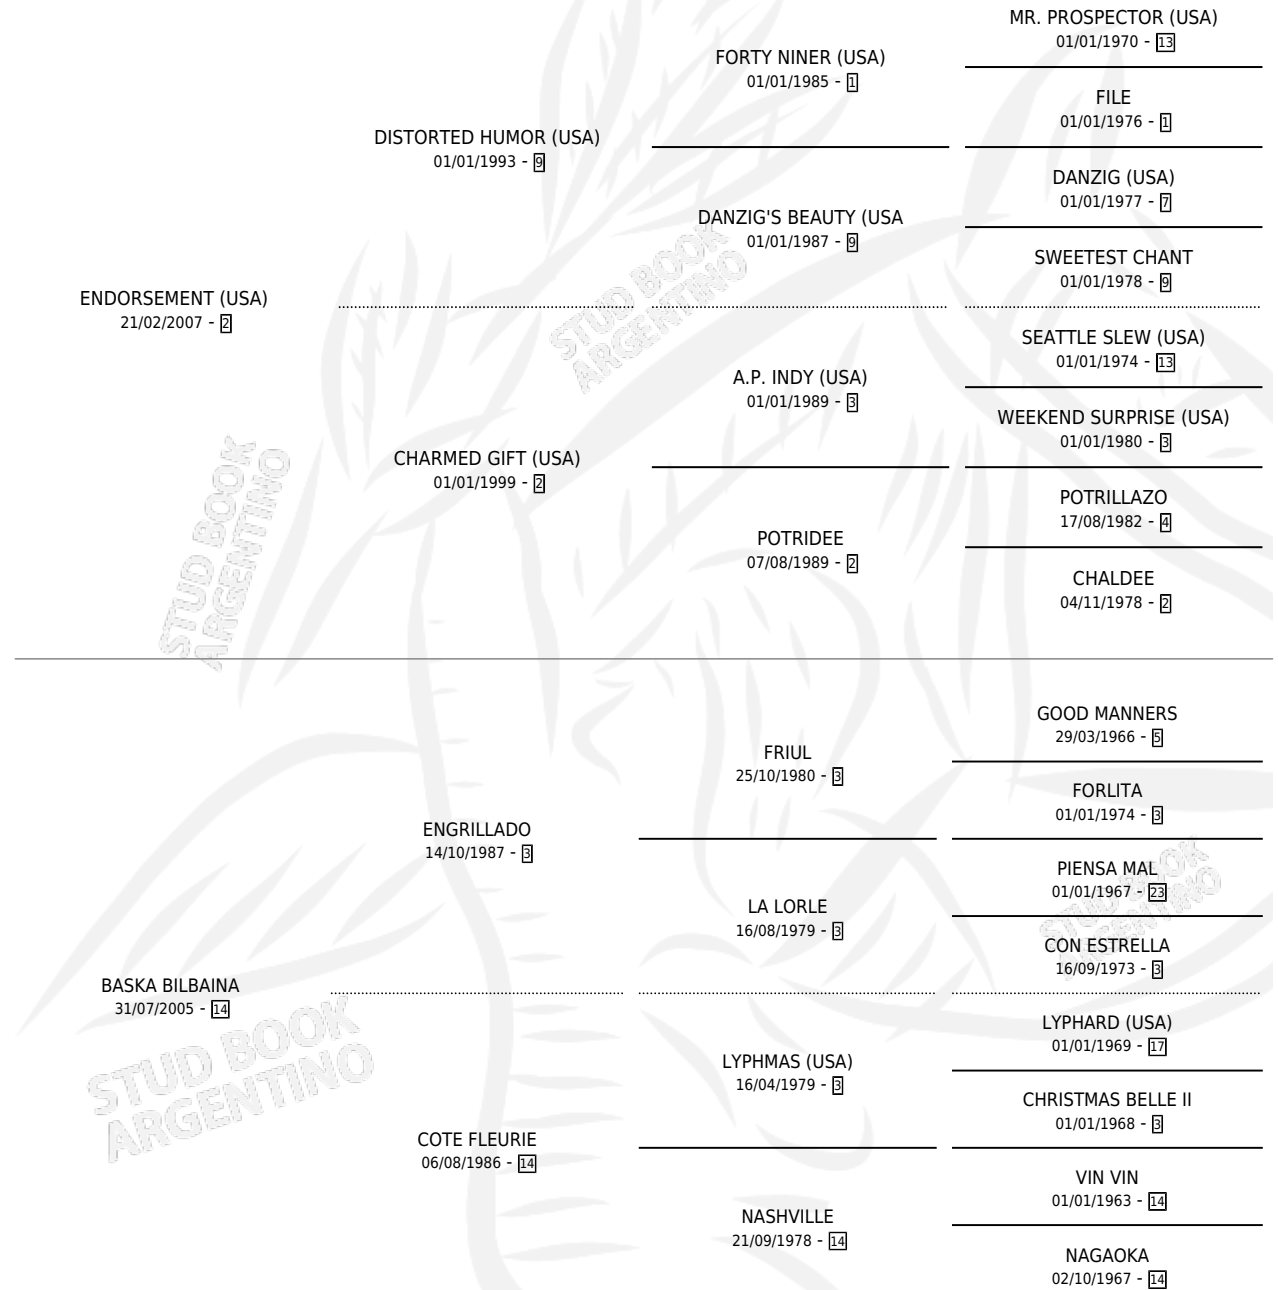 MR. PROSPECTOR (USA)
01/01/1970 - 13
FORTY NINER (USA)
01/01/1985 - 1
FILE
01/01/1976 - 1
DISTORTED HUMOR (USA)
01/01/1993 - 9
DANZIG (USA)
01/01/1977 - 7
DANZIG'S BEAUTY (USA
01/01/1987 - 9
SWEETEST CHANT
01/01/1978 - 9
ENDORSEMENT (USA)
21/02/2007 - 2
SEATTLE SLEW (USA)
01/01/1974 - 13
A.P. INDY (USA)
01/01/1989 - 3
WEEKEND SURPRISE (USA)
01/01/1980 - 3
CHARMED GIFT (USA)
01/01/1999 - 2
POTRILLAZO
17/08/1982 - 4
POTRIDEE
07/08/1989 - 2
CHALDEE
04/11/1978 - 2
GOOD MANNERS
29/03/1966 - 5
FRIUL
25/10/1980 - 3
FORLITA
01/01/1974 - 3
ENGRILLADO
14/10/1987 - 3
PIENSA MAL
01/01/1967 - 23
LA LORLE
16/08/1979 - 3
CON ESTRELLA
16/09/1973 - 3
BASKA BILBAINA
31/07/2005 - 14
LYPHARD (USA)
01/01/1969 - 17
LYPHMAS (USA)
16/04/1979 - 3
CHRISTMAS BELLE II
01/01/1968 - 3
COTE FLEURIE
06/08/1986 - 14
VIN VIN
01/01/1963 - 14
NASHVILLE
21/09/1978 - 14
NAGAOKA
02/10/1967 - 14
STUD BOOK
ARGENTINO
STUD BOOK
ARGENTINO
STUD BOOK
ARGENTINO
STUD BOOK
ARGENTINO